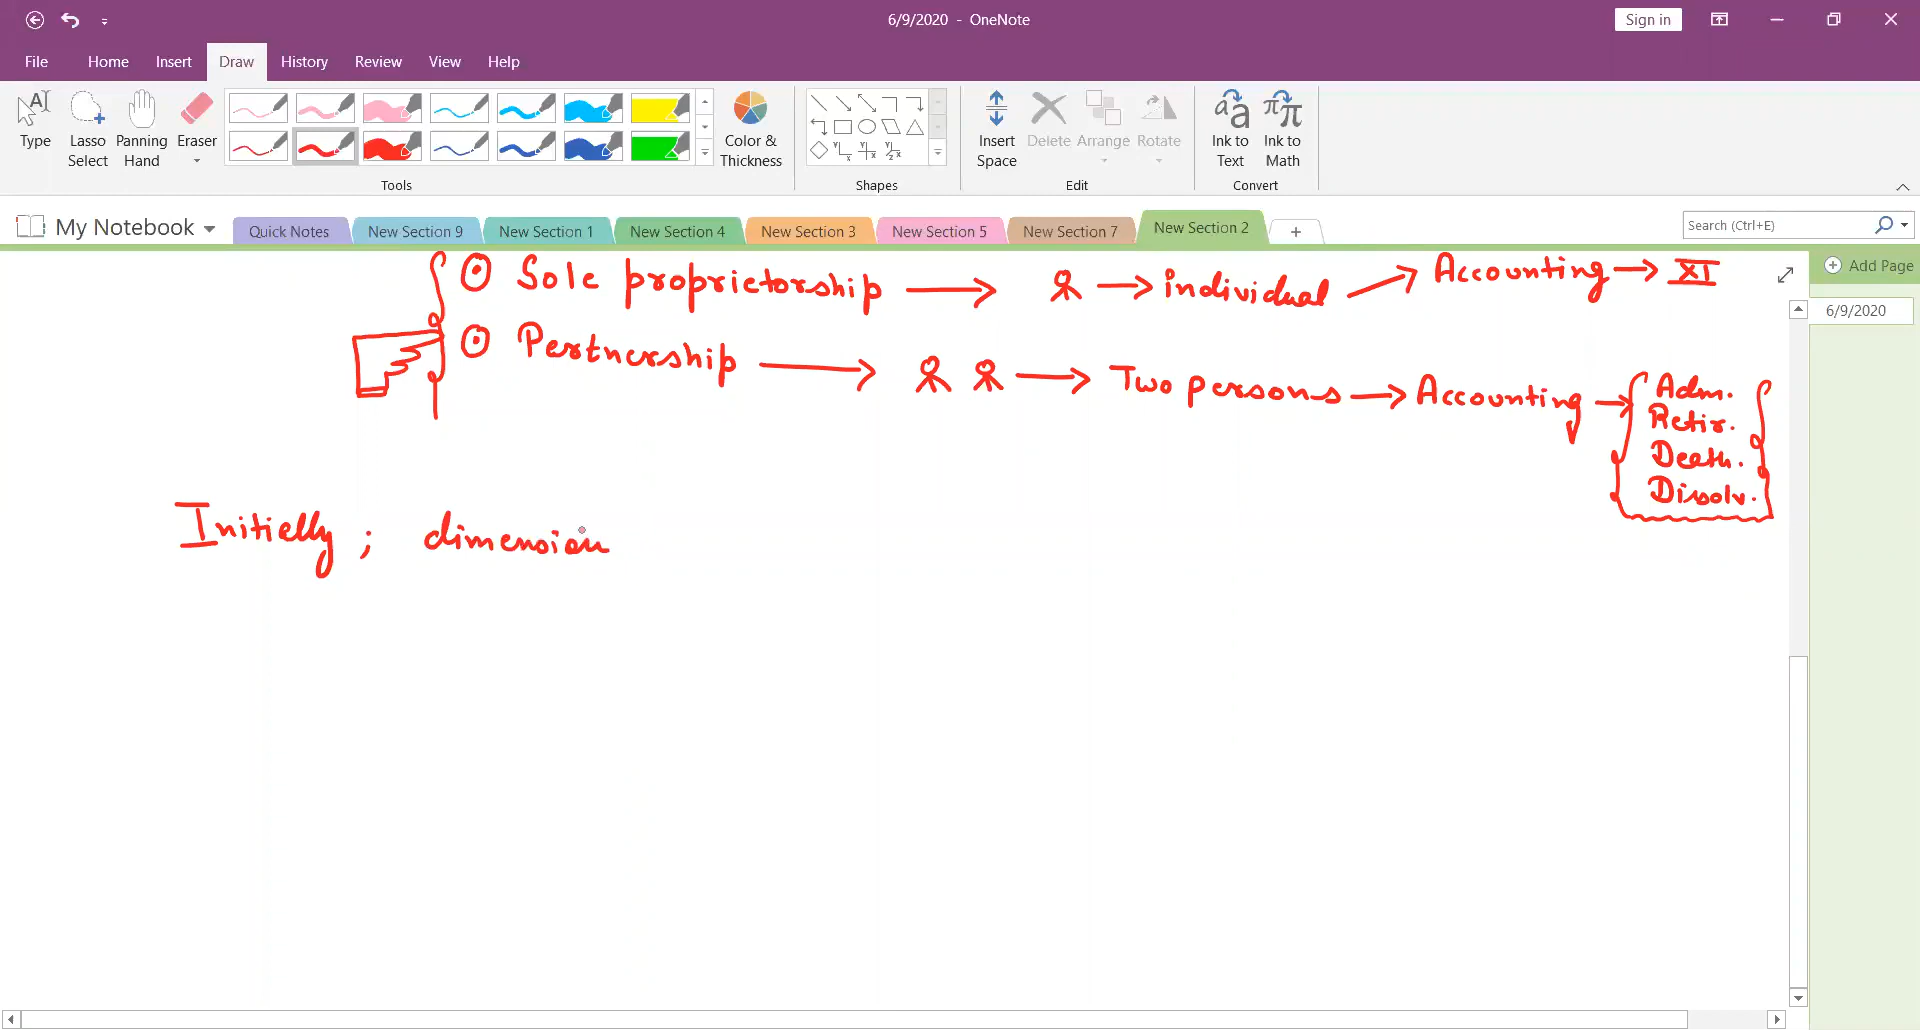 6/9/2020 - OneNote
Sign in
File Home Insert Draw History Review View Help
Type Lasso Select Panning Hand Eraser Color & Thickness Insert Space Delete Arrange Rotate Ink to Text Ink to Math
Tools Shapes Edit Convert
My Notebook Quick Notes New Section 9 New Section 1 New Section 4 New Section 3 New Section 5 New Section 7 New Section 2 + Search (Ctrl+E)
Add Page
6/9/2020
Sole proprietorship → → individual → Accounting → XI
Partnership → → Two persons → Accounting →
Adm.
Retir.
Death.
Dissolv.
Initially ; dimension